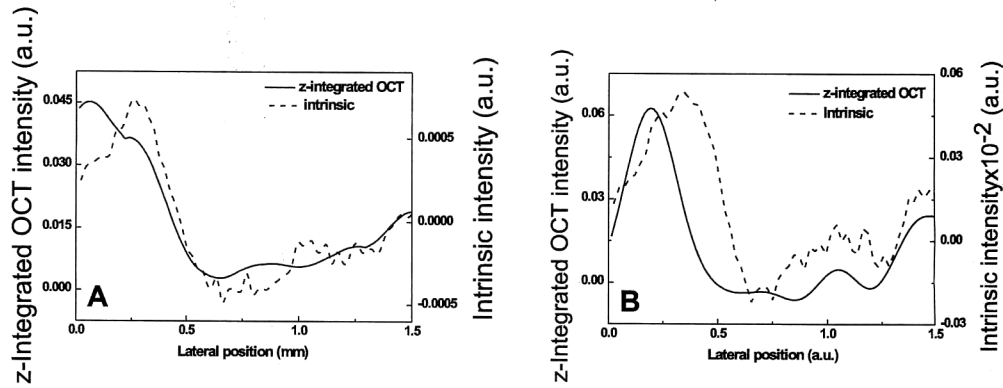 z-Integrated OCT intensity (a.u.)
0.045
0.030
0.015
0.000
z-integrated OCT
intrinsic
A
0.0005
0.0000
-0.0005
Intrinsic intensity (a.u.)
0.0
0.5
1.0
1.5
Lateral position (mm)
z-Integrated OCT intensity (a.u.)
0.06
0.03
0.00
z-integrated OCT
Intrinsic
B
0.06
0.03
0.00
-0.03
Intrinsic intensityx10-2 (a.u.)
0.0
0.5
1.0
1.5
Lateral position (a.u.)